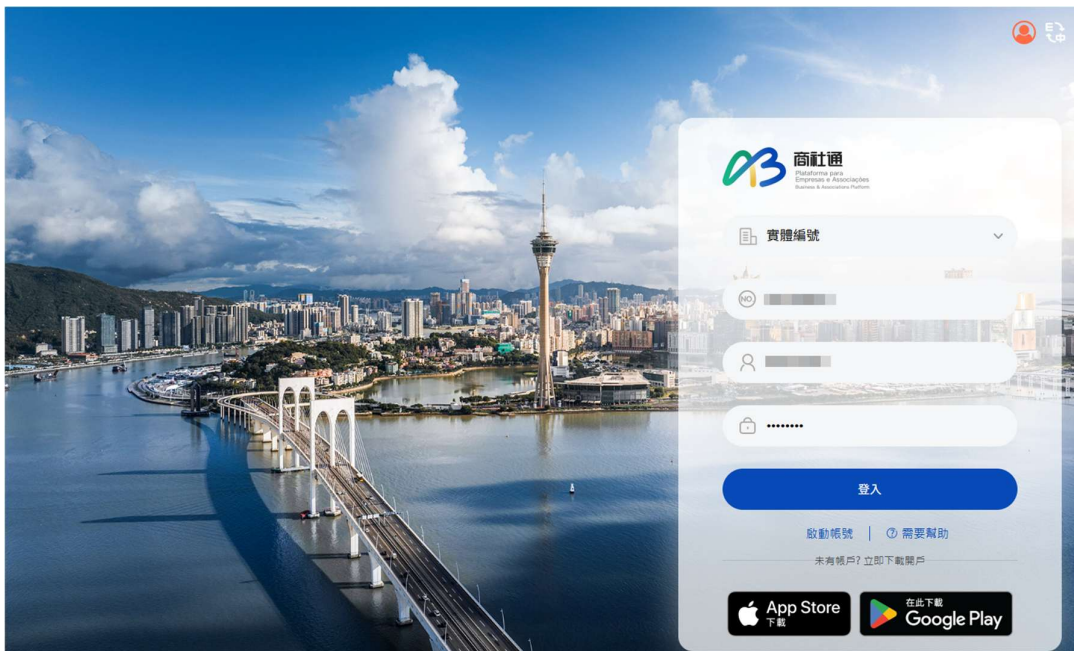 E
中
商社通
Plataforma para
Empresas e Associações
Business & Associations Platform
實體編號
NO
••••••••
登入
啟動帳號 | ? 需要幫助
未有帳戶? 立即下載開戶
App Store
下載
在此下載
Google Play